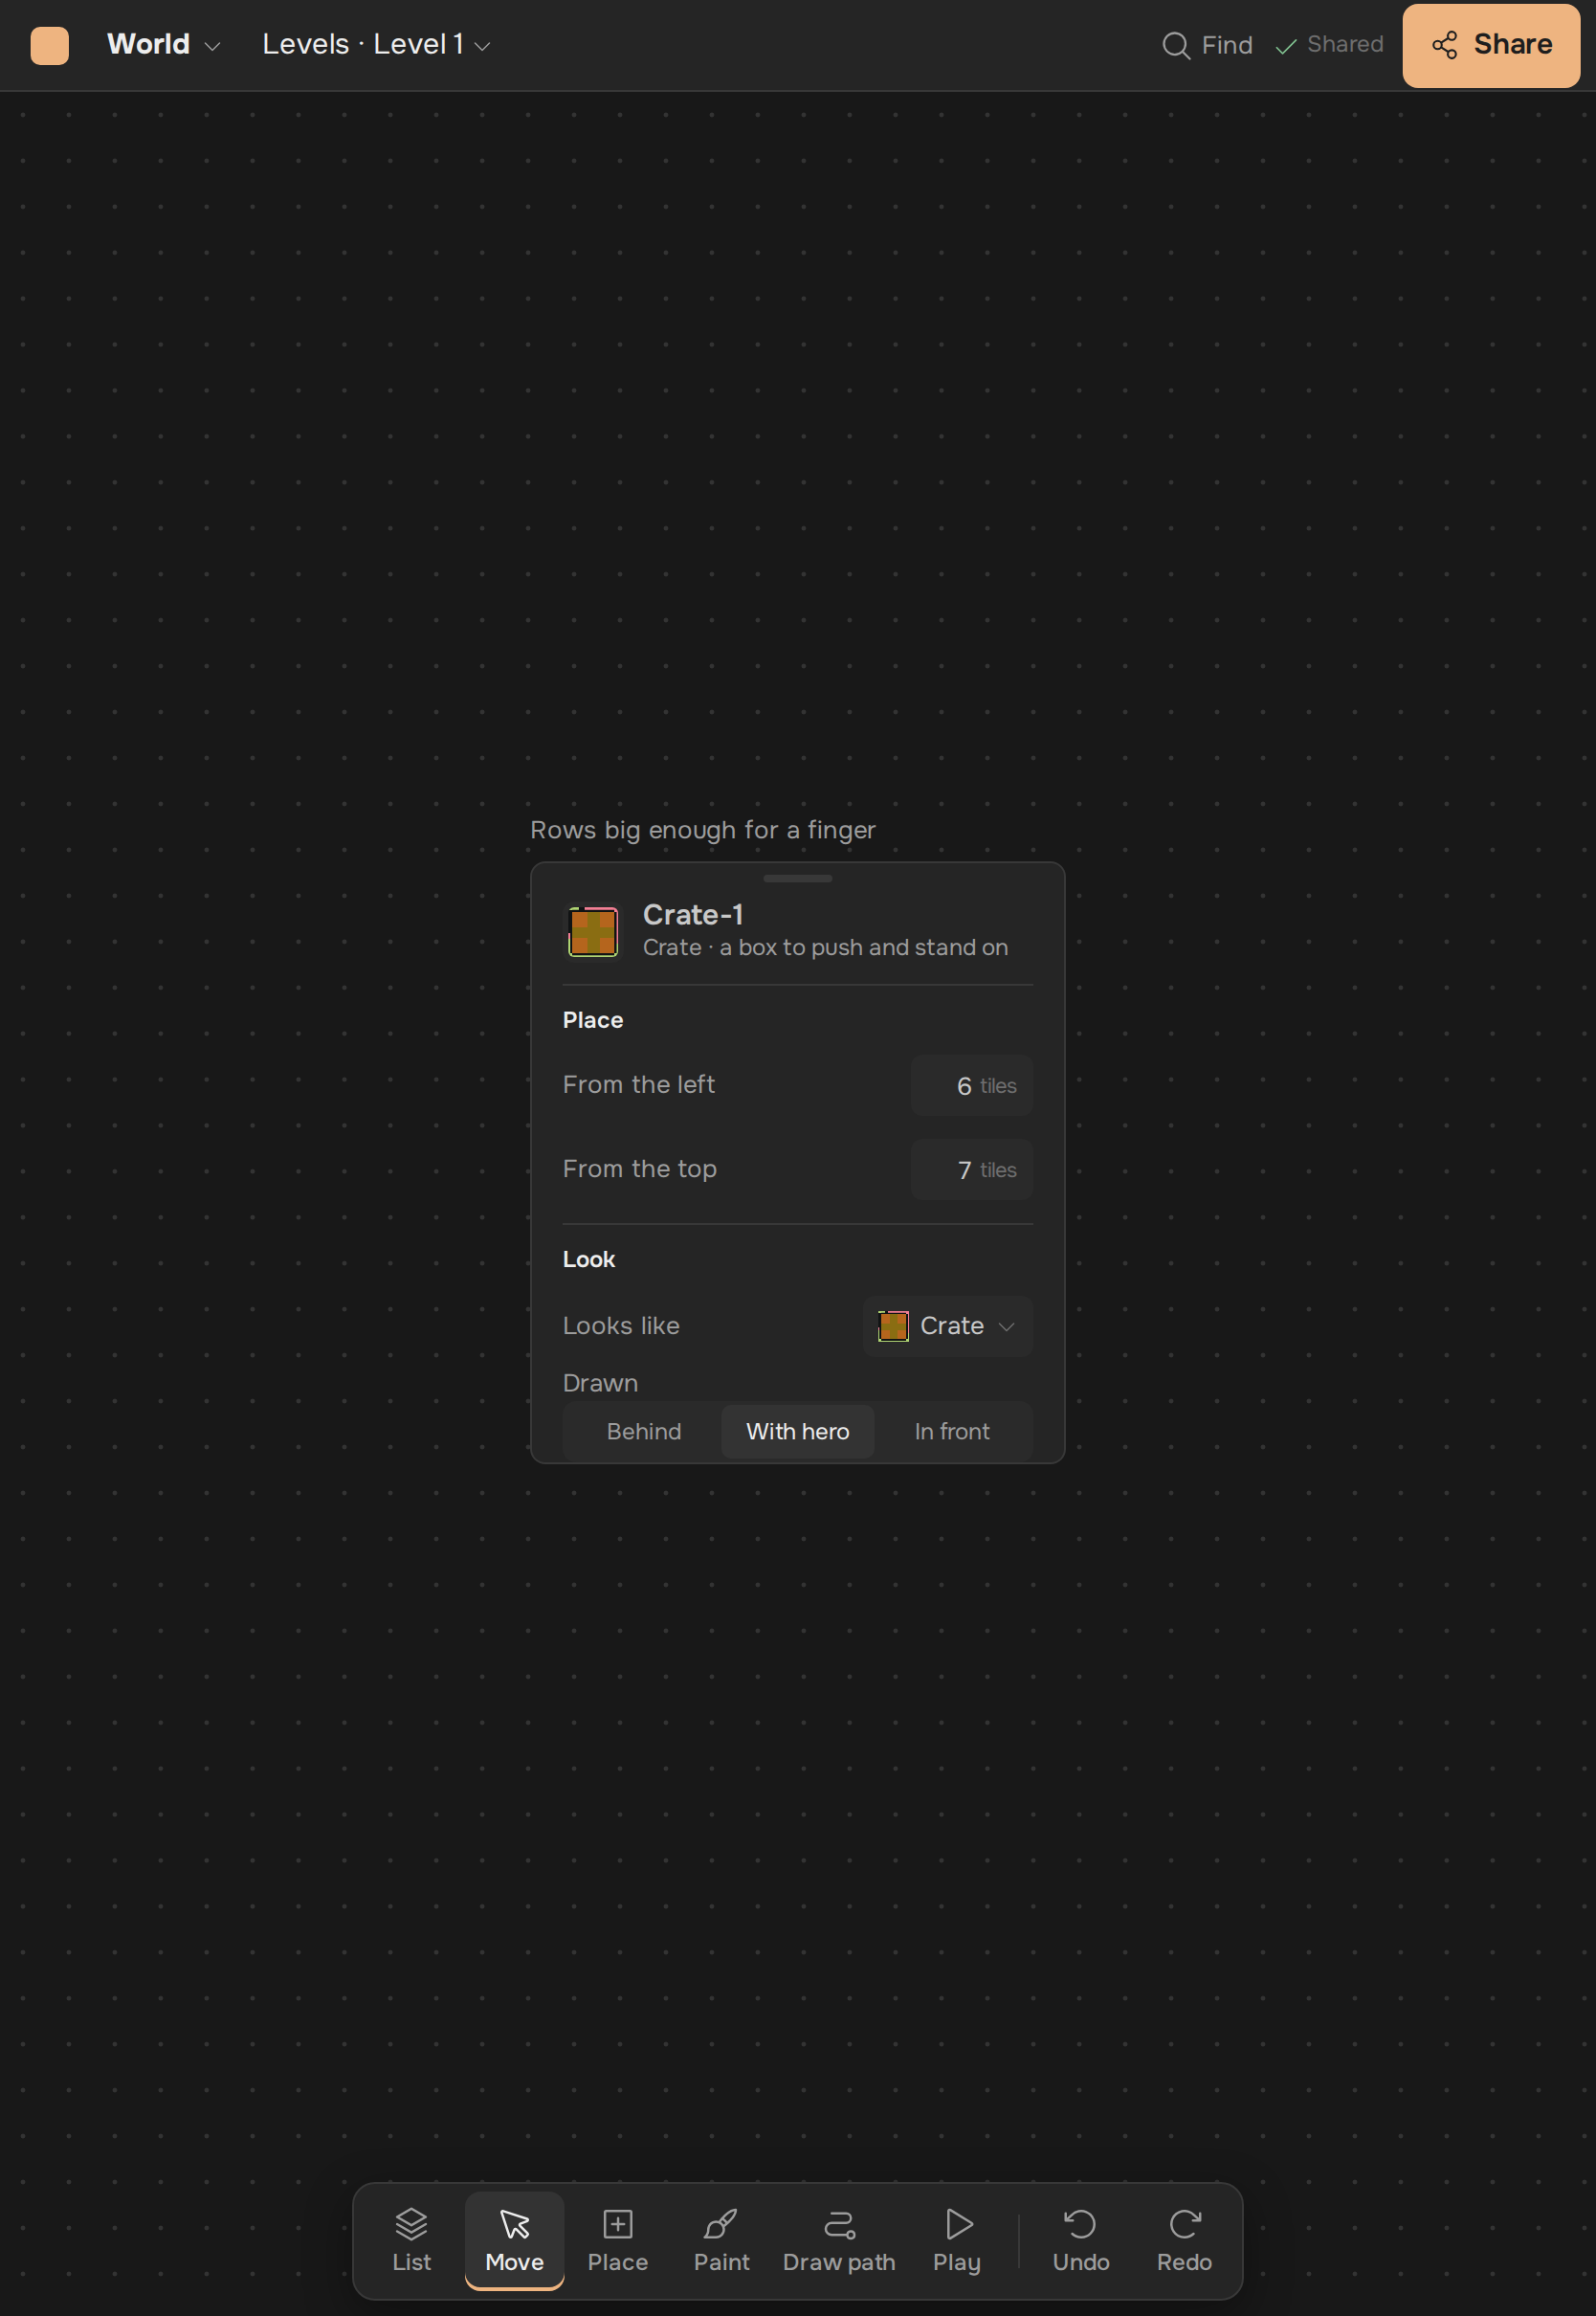 World
Levels · Level 1
Find
Shared
Share
Rows big enough for a finger
Crate-1
Crate · a box to push and stand on
Place
From the left
6 tiles
From the top
7 tiles
Look
Looks like
Crate
Drawn
Behind
With hero
In front
List
Move
Place
Paint
Draw path
Play
Undo
Redo